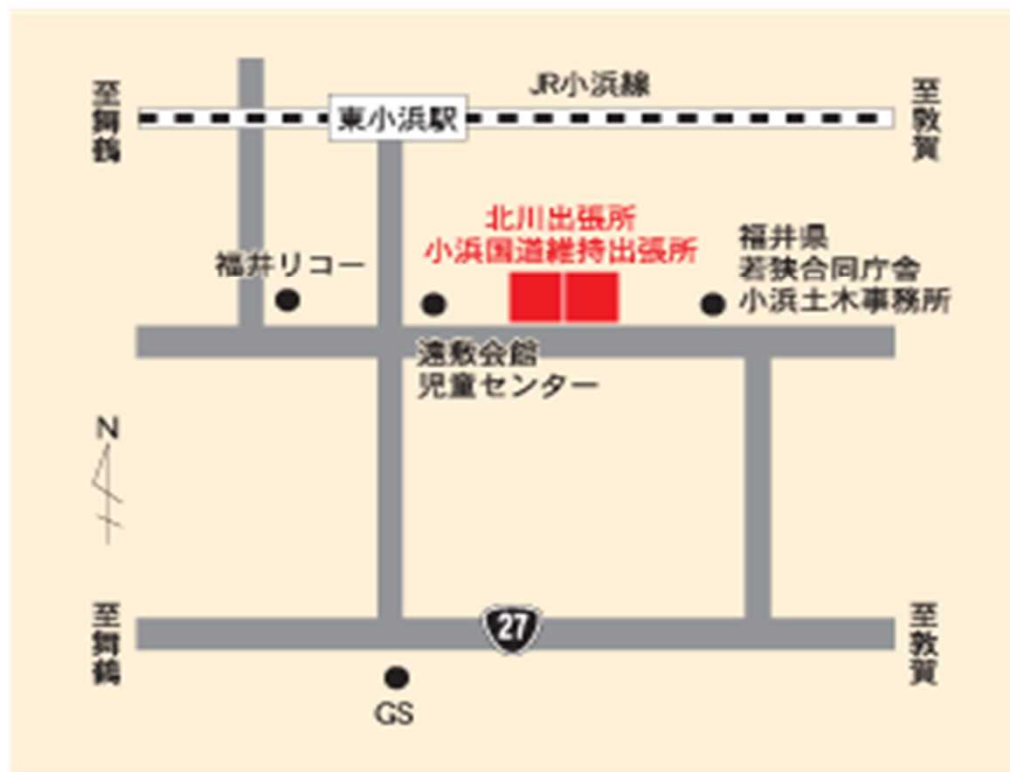 JR小浜線
至舞鶴
東小浜駅
至敦賀
北川出張所
小浜国道維持出張所
福井県
若狭合同庁舎
小浜土木事務所
福井リコー
遠敷会館
児童センター
N
至舞鶴
27
至敦賀
GS